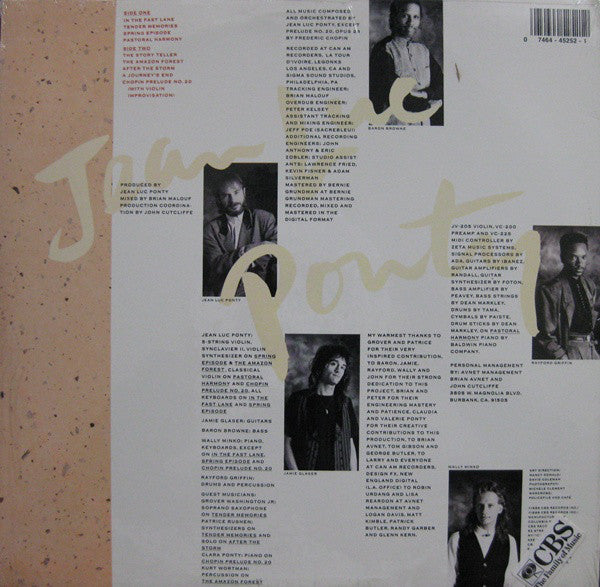 SIDE ONE
IN THE FAST LANE
TENDER MEMORIES
SPRING EPISODE
PASTORAL HARMONY
SIDE TWO
THE STORY TELLER
THE AMAZON FOREST
AFTER THE STORM
A JOURNEY'S END
CHOPIN PRELUDE NO. 20
(WITH VIOLIN
IMPROVISATION)
ALL MUSIC COMPOSED
AND ORCHESTRATED BY
JEAN LUC PONTY, EXCEPT
PRELUDE NO. 20, OPUS 28
BY FREDERIC CHOPIN
RECORDED AT CAN AM
RECORDERS, LA TOUR
D'IVOIRE, LEGONKS
LOS ANGELES, CA AND
SIGMA SOUND STUDIOS,
PHILADELPHIA, PA
TRACKING ENGINEER:
BRIAN MALOUF
OVERDUB ENGINEER:
PETER KELSEY
ASSISTANT TRACKING
AND MIXING ENGINEER:
JEFF POE (SACREBLEU)
ADDITIONAL RECORDING
ENGINEERS: JOHN
ANTHONY & ERIC
ZOBLER; STUDIO ASSIST
ANTS: LAWRENCE FRIED,
KEVIN FISHER & ADAM
SILVERMAN
MASTERED BY BERNIE
GRUNDMAN AT BERNIE
GRUNDMAN MASTERING
RECORDED, MIXED AND
MASTERED IN THE
DIGITAL FORMAT
0 7464-45252-1
BARON BROWNE
Jean Luc
Ponty
PRODUCED BY
JEAN LUC PONTY
MIXED BY BRIAN MALOUF
PRODUCTION COORDINA-
TION BY JOHN CUTCLIFFE
JEAN LUC PONTY
JV-205 VIOLIN, VC-200
PREAMP AND VC-225
MIDI CONTROLLER BY
ZETA MUSIC SYSTEMS,
SIGNAL PROCESSORS BY
ADA, GUITARS BY IBANEZ,
GUITAR AMPLIFIERS BY
RANDALL, GUITAR
SYNTHESIZER BY FOTON,
BASS AMPLIFIER BY
PEAVEY, BASS STRINGS
BY DEAN MARKLEY,
DRUMS BY TAMA,
CYMBALS BY PAISTE,
DRUM STICKS BY DEAN
MARKLEY, ON PASTORAL
HARMONY PIANO BY
BALDWIN PIANO
COMPANY
PERSONAL MANAGEMENT
BY: AVNET MANAGEMENT
BRIAN AVNET AND
JOHN CUTCLIFFE
3805 W. MAGNOLIA BLVD.
BURBANK, CA. 91505
RAYFORD GRIFFIN
JEAN LUC PONTY:
5-STRING VIOLIN,
SYNCLAVIER II, VIOLIN
SYNTHESIZER ON SPRING
EPISODE & THE AMAZON
FOREST, CLASSICAL
VIOLIN ON PASTORAL
HARMONY AND CHOPIN
PRELUDE NO. 20, ALL
KEYBOARDS ON IN THE
FAST LANE AND SPRING
EPISODE
JAMIE GLASER: GUITARS
BARON BROWNE: BASS
WALLY MINKO: PIANO,
KEYBOARDS, EXCEPT
ON IN THE FAST LANE,
SPRING EPISODE AND
CHOPIN PRELUDE NO. 20
RAYFORD GRIFFIN:
DRUMS AND PERCUSSION
GUEST MUSICIANS:
GROVER WASHINGTON JR:
SOPRANO SAXOPHONE
ON TENDER MEMORIES
PATRICE RUSHEN:
SYNTHESIZERS ON
TENDER MEMORIES AND
SOLO ON AFTER THE
STORM
CLARA PONTY: PIANO ON
CHOPIN PRELUDE NO. 20
KURT WORTMAN:
PERCUSSION ON
THE AMAZON FOREST
JAMIE GLASER
MY WARMEST THANKS TO
GROVER AND PATRICE
FOR THEIR VERY
INSPIRED CONTRIBUTION,
TO BARON, JAMIE,
RAYFORD, WALLY AND
JOHN FOR THEIR STRONG
DEDICATION TO THIS
PROJECT, BRIAN AND
PETER FOR THEIR
ENGINEERING MASTERY
AND PATIENCE, CLAUDIA
AND VALERIE PONTY
FOR THEIR CREATIVE
CONTRIBUTIONS TO THIS
PRODUCTION, TO BRIAN
AVNET, TOM GIBSON AND
GEORGE BUTLER, TO
LARRY AND EVERYONE
AT CAN AM RECORDERS,
DESIGN FX, NEW
ENGLAND DIGITAL
(L.A. OFFICE) TO ROBIN
URDANG AND LISA
REARDON AT AVNET
MANAGEMENT AND
LOGAN DAVIS, MATT
KIMBLE, PATRICK
BUTLER, RANDY GARBER
AND GLENN KERN.
WALLY MINKO
ART DIRECTION:
NANCY DONALD/
DAVID COLEMAN
PHOTOGRAPHY:
MICHELE CLEMENT
WARDROBE:
CBS
Family of Music